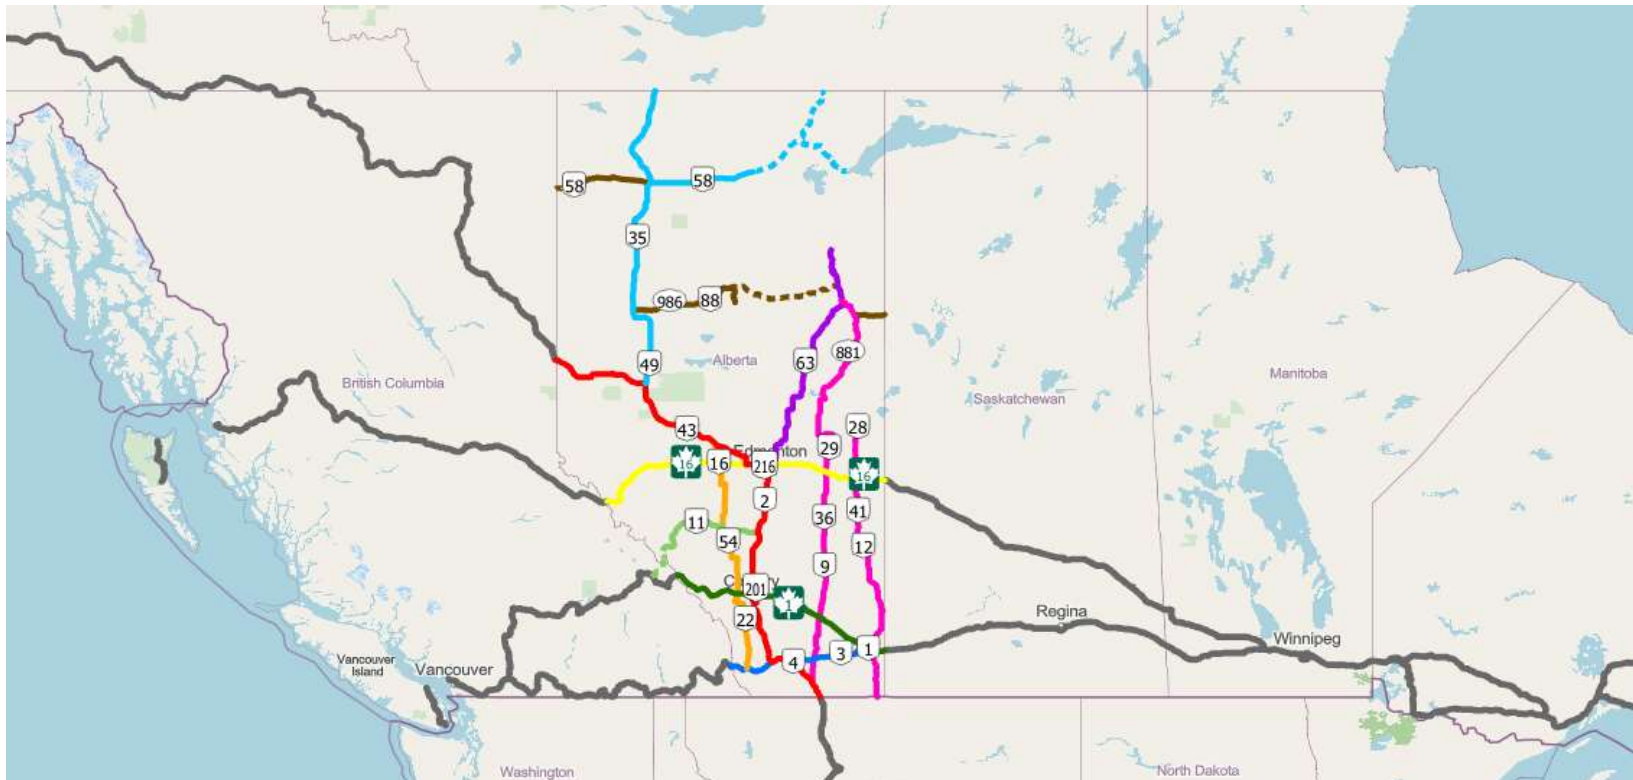 58
58
35
986
88
49
Alberta
63
881
British Columbia
Manitoba
Saskatchewan
43
28
29
Edmonton
16
16
216
16
2
36
41
11
54
12
9
Calgary
201
1
22
Regina
Winnipeg
1
3
4
Vancouver
Island
Vancouver
Washington
North Dakota